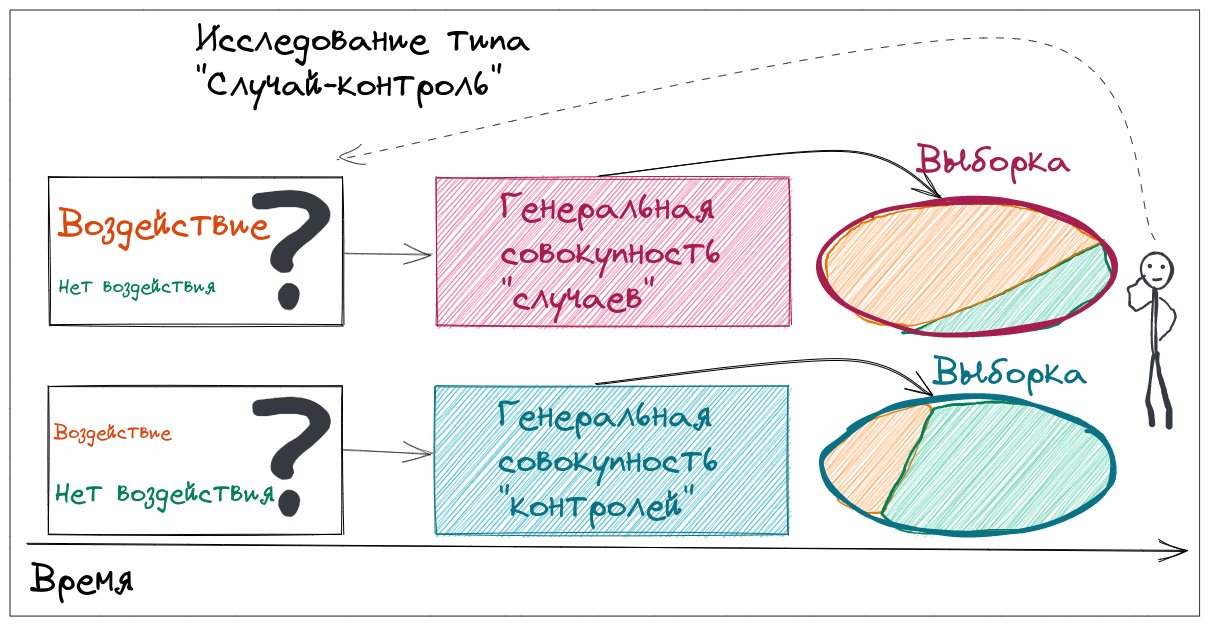 Исследование типа
"Случай-контроль"
Выборка
Воздействие
Нет воздействия
?
Генеральная
совокупность
"случаев"
Выборка
Воздействие
Нет воздействия
?
Генеральная
совокупность
"контролей"
Время